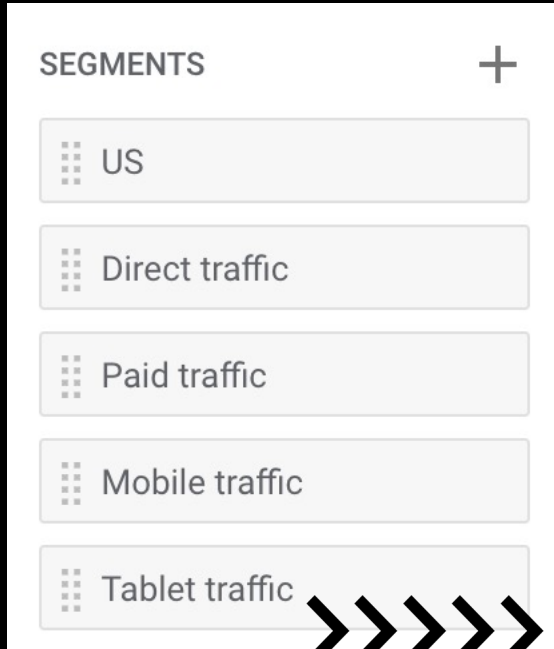 SEGMENTS
US
Direct traffic
Paid traffic
Mobile traffic
Tablet traffic